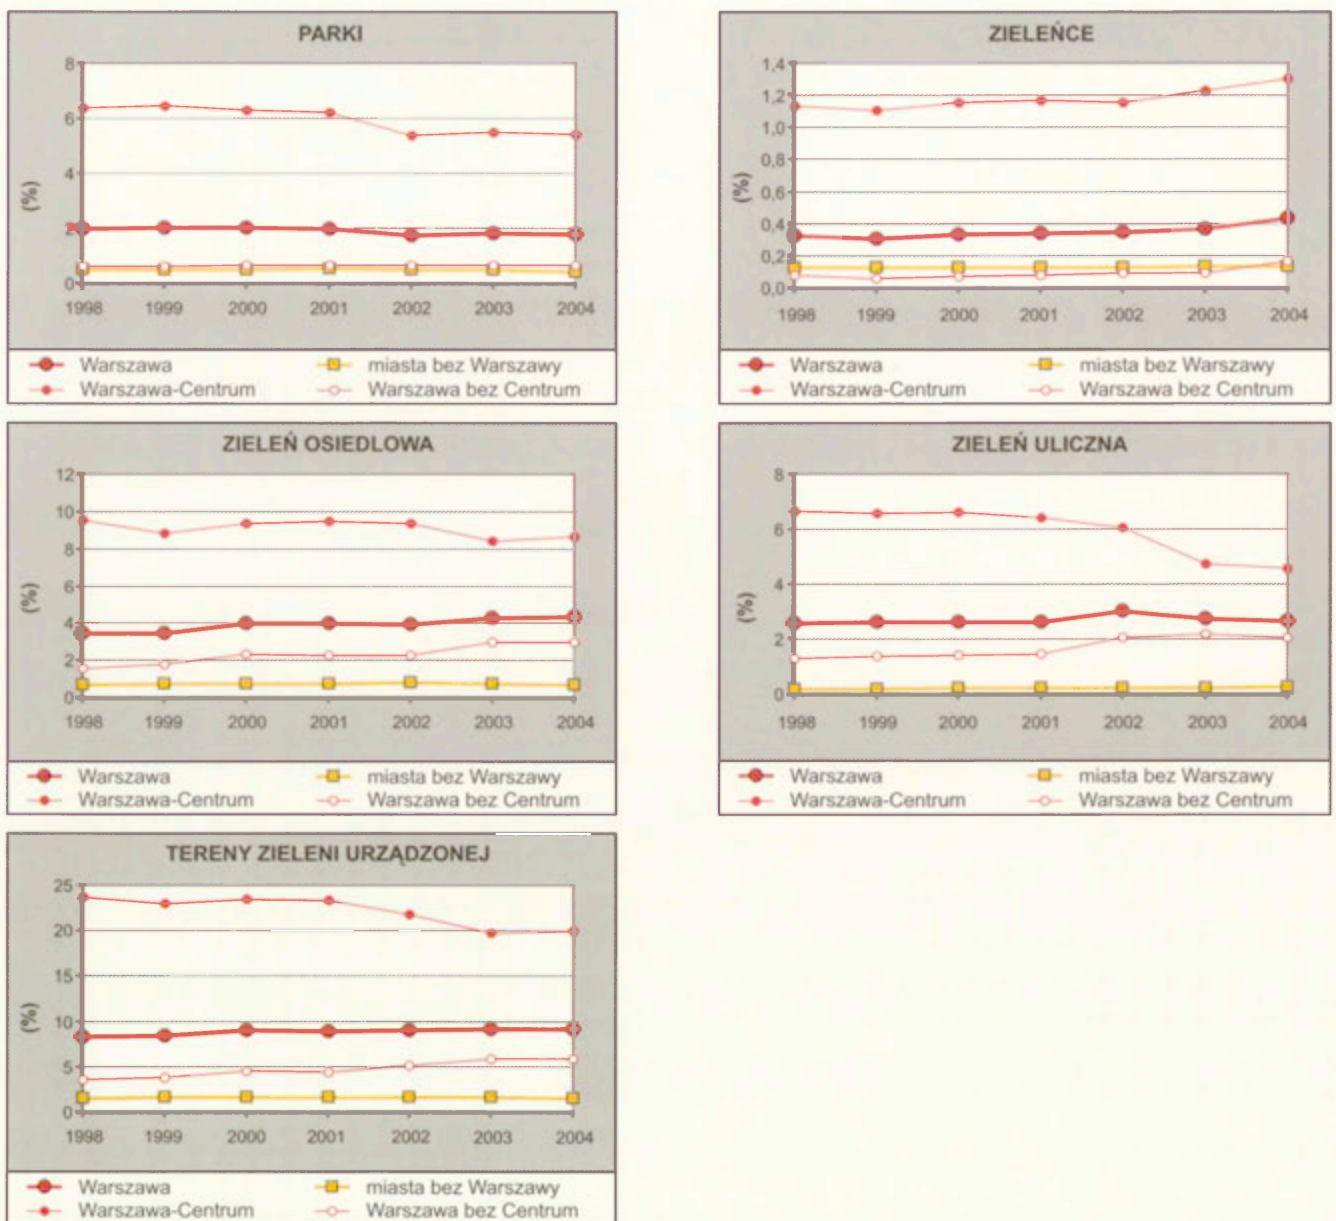 PARKI
8
6
4
2
0
(%)
1998 1999 2000 2001 2002 2003 2004
Warszawa miasta bez Warszawy
Warszawa-Centrum Warszawa bez Centrum
ZIELEŃCE
1,4
1,2
1,0
0,8
0,6
0,4
0,2
0,0
(%)
1998 1999 2000 2001 2002 2003 2004
Warszawa miasta bez Warszawy
Warszawa-Centrum Warszawa bez Centrum
ZIELEŃ OSIEDLOWA
12
10
8
6
4
2
0
(%)
1998 1999 2000 2001 2002 2003 2004
Warszawa miasta bez Warszawy
Warszawa-Centrum Warszawa bez Centrum
ZIELEŃ ULICZNA
8
6
4
2
0
(%)
1998 1999 2000 2001 2002 2003 2004
Warszawa miasta bez Warszawy
Warszawa-Centrum Warszawa bez Centrum
TERENY ZIELENI URZĄDZONEJ
25
20
15
10
5
0
(%)
1998 1999 2000 2001 2002 2003 2004
Warszawa miasta bez Warszawy
Warszawa-Centrum Warszawa bez Centrum